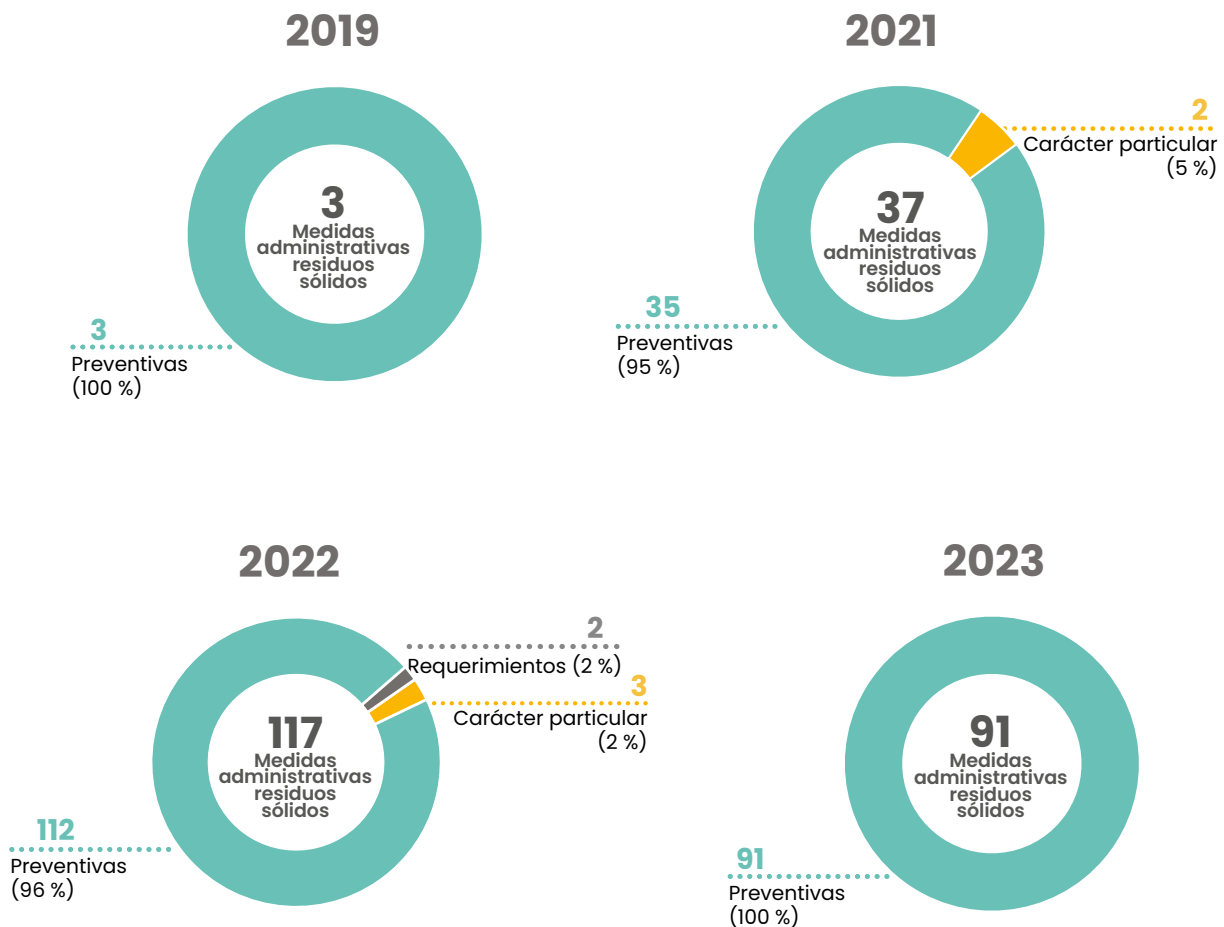 2019
3
Medidas
administrativas
residuos
sólidos
3
Preventivas
(100 %)
2021
2
Carácter particular
(5 %)
37
Medidas
administrativas
residuos
sólidos
35
Preventivas
(95 %)
2022
2
Requerimientos (2 %)
3
Carácter particular
(2 %)
117
Medidas
administrativas
residuos
sólidos
112
Preventivas
(96 %)
2023
91
Medidas
administrativas
residuos
sólidos
91
Preventivas
(100 %)